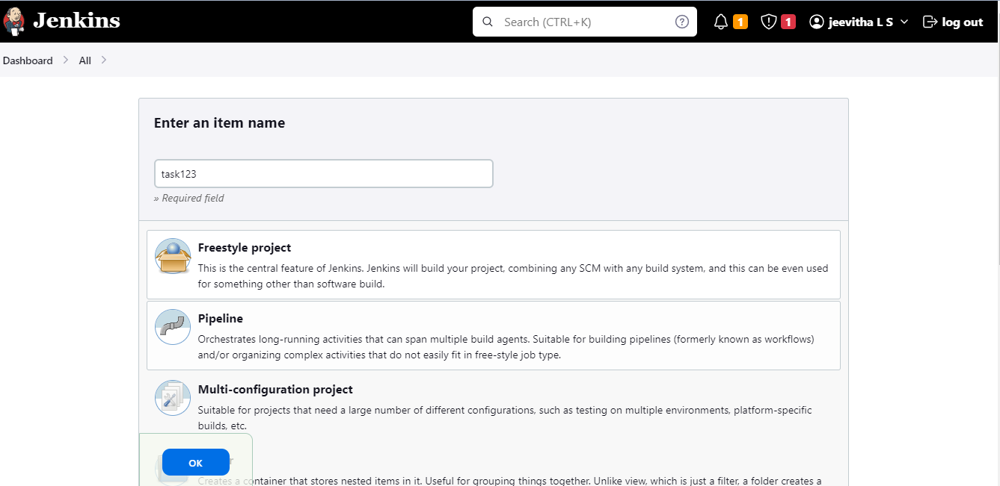 Jenkins
Search (CTRL+K)
1
1
jeevitha L S
log out
Dashboard
All
Enter an item name
task123
» Required field
Freestyle project
This is the central feature of Jenkins. Jenkins will build your project, combining any SCM with any build system, and this can be even used
for something other than software build.
Pipeline
Orchestrates long-running activities that can span multiple build agents. Suitable for building pipelines (formerly known as workflows)
and/or organizing complex activities that do not easily fit in free-style job type.
Multi-configuration project
Suitable for projects that need a large number of different configurations, such as testing on multiple environments, platform-specific
builds, etc.
OK
Creates a container that stores nested items in it. Useful for grouping things together. Unlike view, which is just a filter, a folder creates a